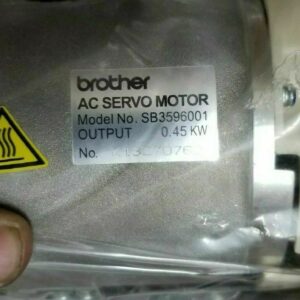 brother
AC SERVO MOTOR
Model No. SB3596001
OUTPUT 0.45 KW
No.